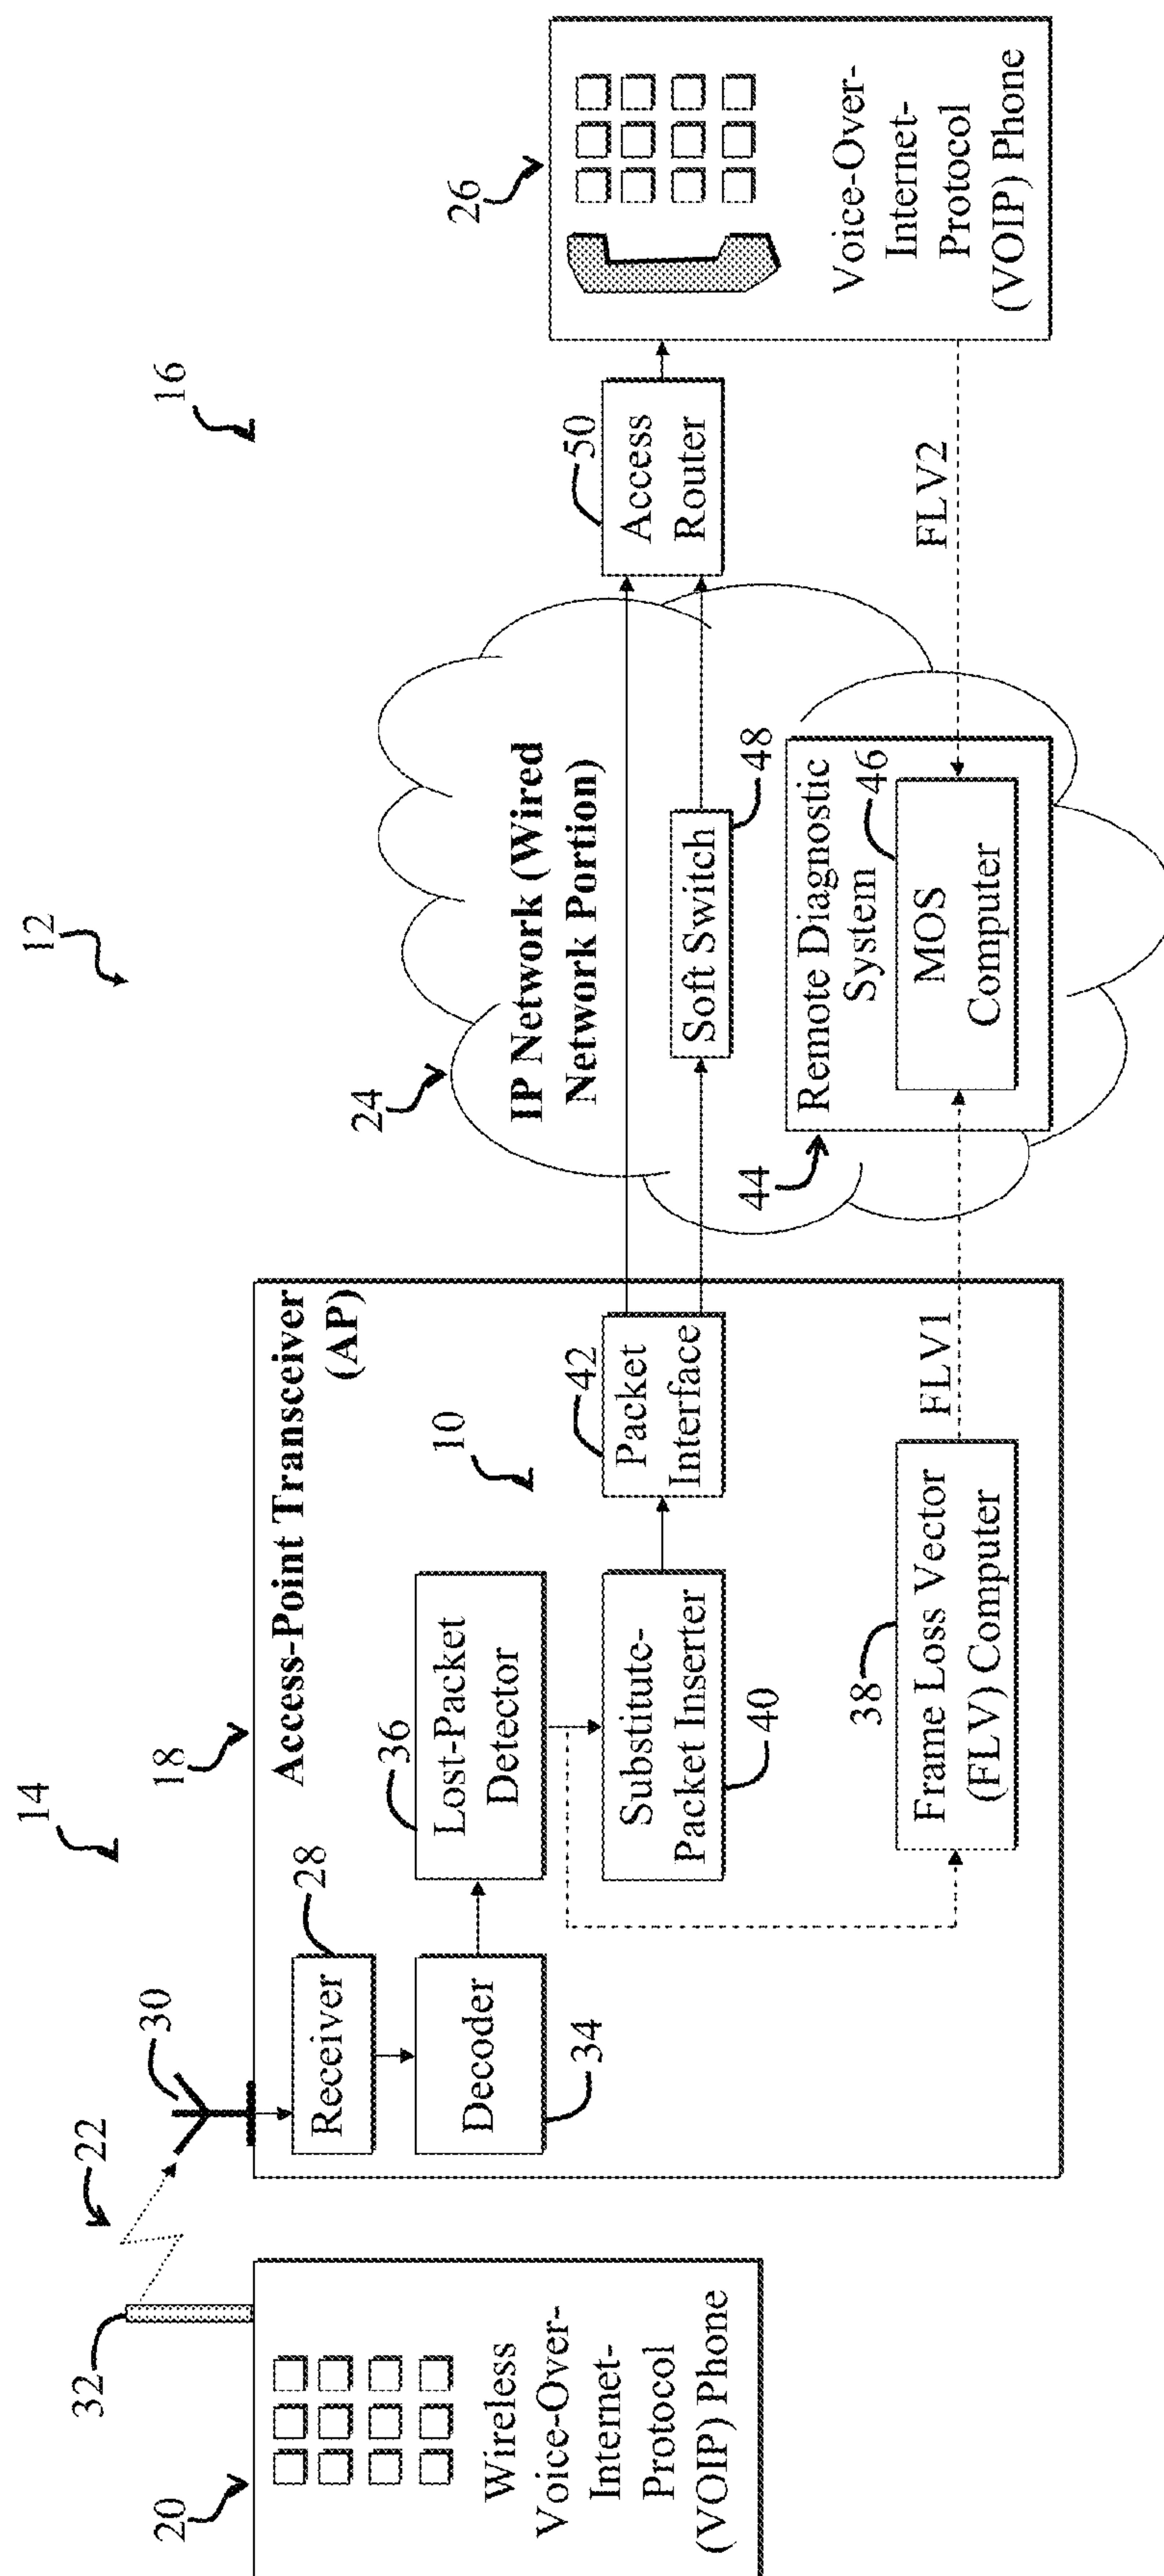 12
14
16
20
32
Wireless
Voice-Over-
Internet-
Protocol
(VOIP) Phone
22
30
18
Access-Point Transceiver
(AP)
Receiver
28
Decoder
34
36
Lost-Packet
Detector
Substitute-
Packet Inserter
40
38
Frame Loss Vector
(FLV) Computer
10
42
Packet
Interface
FLV1
24
IP Network (Wired
Network Portion)
Soft Switch
48
44
Remote Diagnostic
System
46
MOS
Computer
50
Access
Router
FLV2
26
Voice-Over-
Internet-
Protocol
(VOIP) Phone